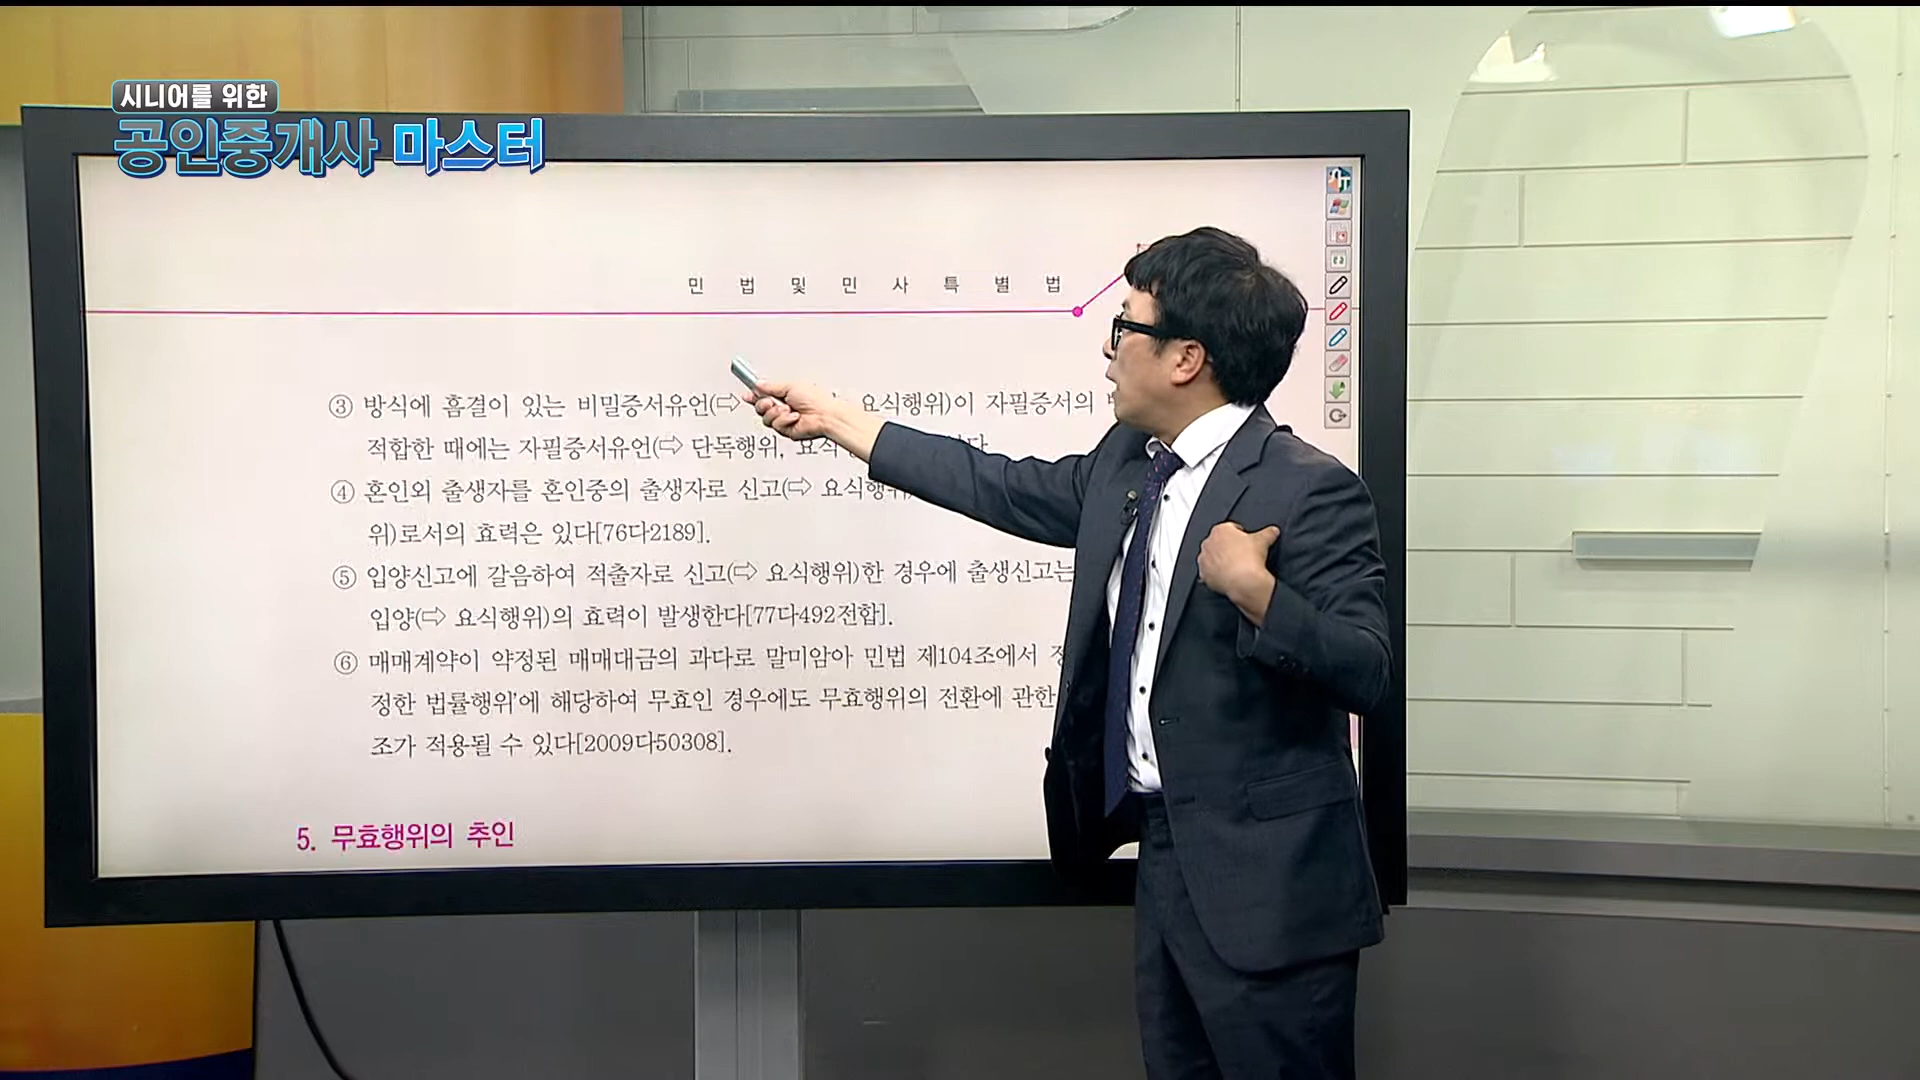 시니어를 위한
공인중개사 마스터
민 법 및 민 사 특 별 법
③ 방식에 흠결이 있는 비밀증서유언(⇨ 요식행위)이 자필증서의
적합한 때에는 자필증서유언(⇨ 단독행위,
④ 혼인외 출생자를 혼인중의 출생자로 신고(⇨ 요식행위)
위)로서의 효력은 있다[76다2189].
⑤ 입양신고에 갈음하여 적출자로 신고(⇨ 요식행위)한 경우에 출생신고는
입양(⇨ 요식행위)의 효력이 발생한다[77다492전합].
⑥ 매매계약이 약정된 매매대금의 과다로 말미암아 민법 제104조에서
정한 법률행위'에 해당하여 무효인 경우에도 무효행위의 전환에 관한
조가 적용될 수 있다[2009다50308].
5. 무효행위의 추인